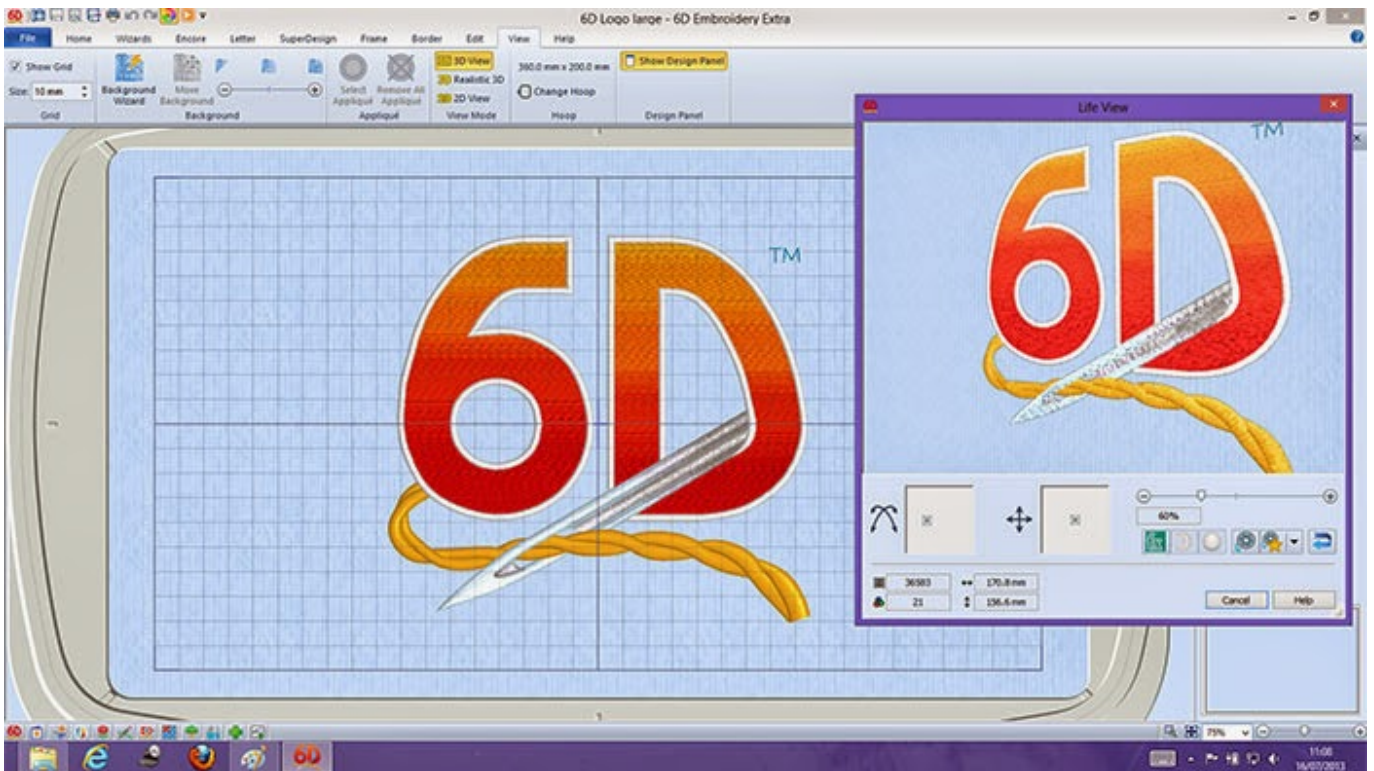 6D Logo large - 6D Embroidery Extra
File Home Wizards Encore Letter SuperDesign Frame Border Edit View Help
Show Grid
Size: 10 mm
Grid
Background Wizard
Move Background
Background
Select Appliqué
Remove All Appliqué
Appliqué
3D View
Realistic 3D
2D View
View Mode
360.0 mm x 200.0 mm
Change Hoop
Hoop
Show Design Panel
Design Panel
6D
TM
Life View
TM
6D
60%
36583 170.8 mm
21 156.6 mm
Cancel Help
75%
6D
11:08
16/07/2013